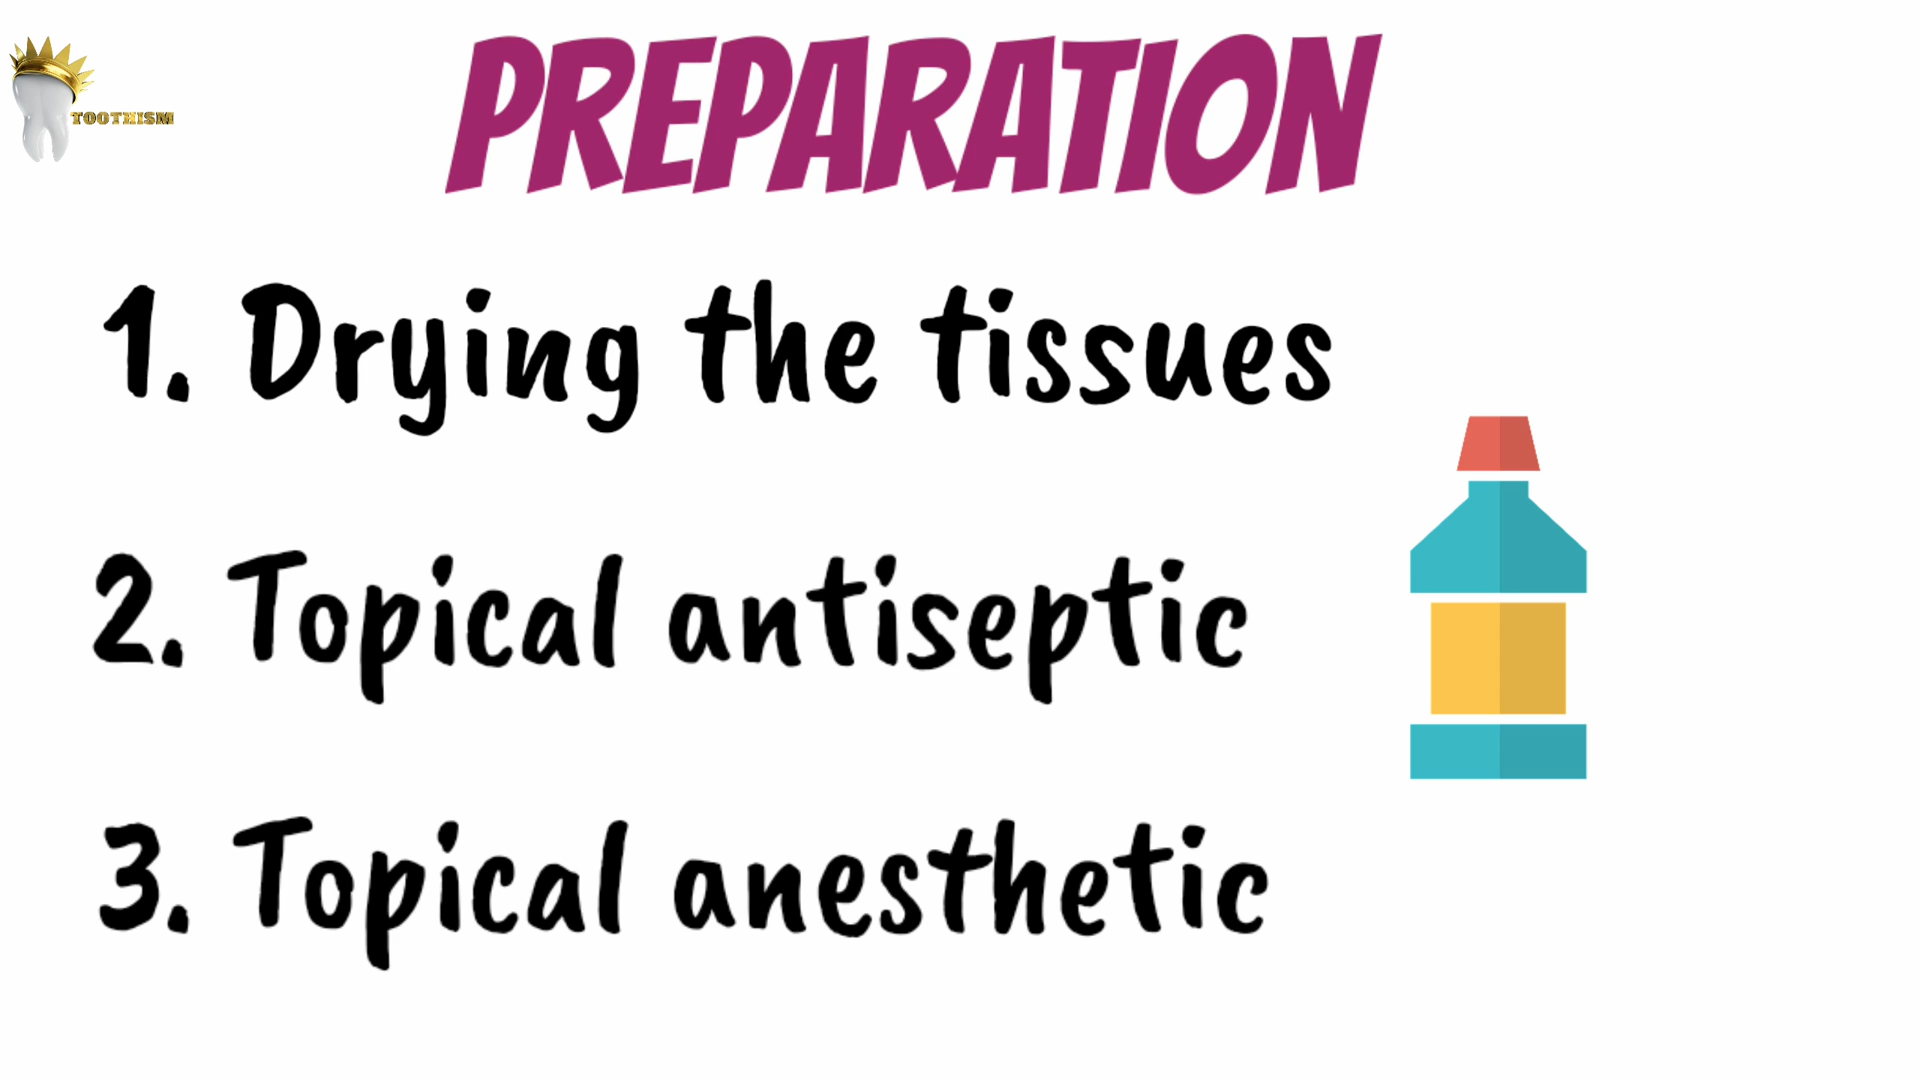 TOOTHISM
PREPARATION
1. Drying the tissues
2. Topical antiseptic
3. Topical anesthetic